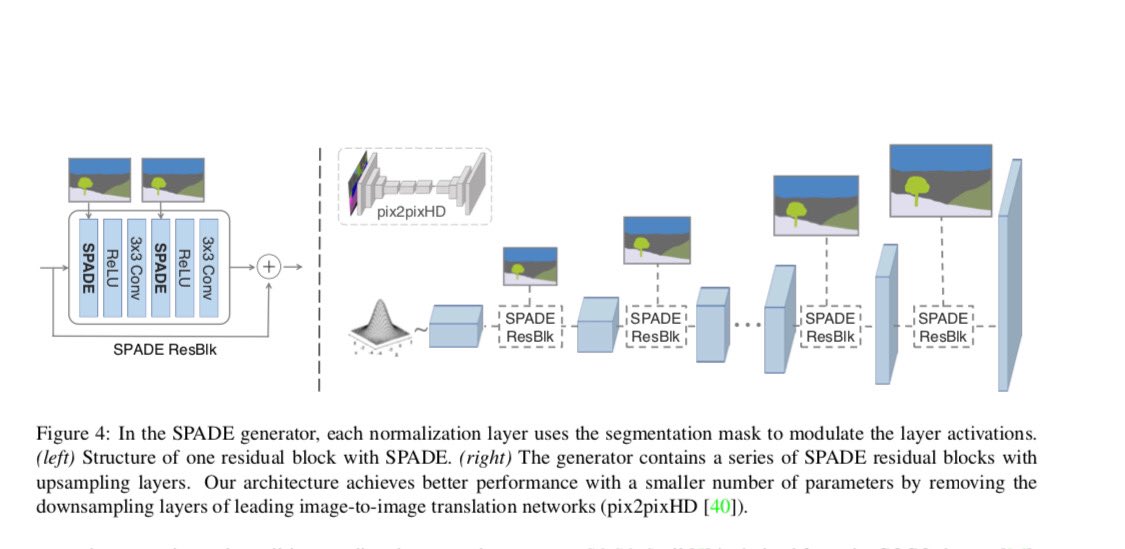 pix2pixHD
SPADE
ReLU
3x3 Conv
SPADE
ReLU
3x3 Conv
SPADE ResBlk
~
SPADE
ResBlk
SPADE
ResBlk
SPADE
ResBlk
SPADE
ResBlk
Figure 4: In the SPADE generator, each normalization layer uses the segmentation mask to modulate the layer activations.
(left) Structure of one residual block with SPADE. (right) The generator contains a series of SPADE residual blocks with
upsampling layers. Our architecture achieves better performance with a smaller number of parameters by removing the
downsampling layers of leading image-to-image translation networks (pix2pixHD [40]).